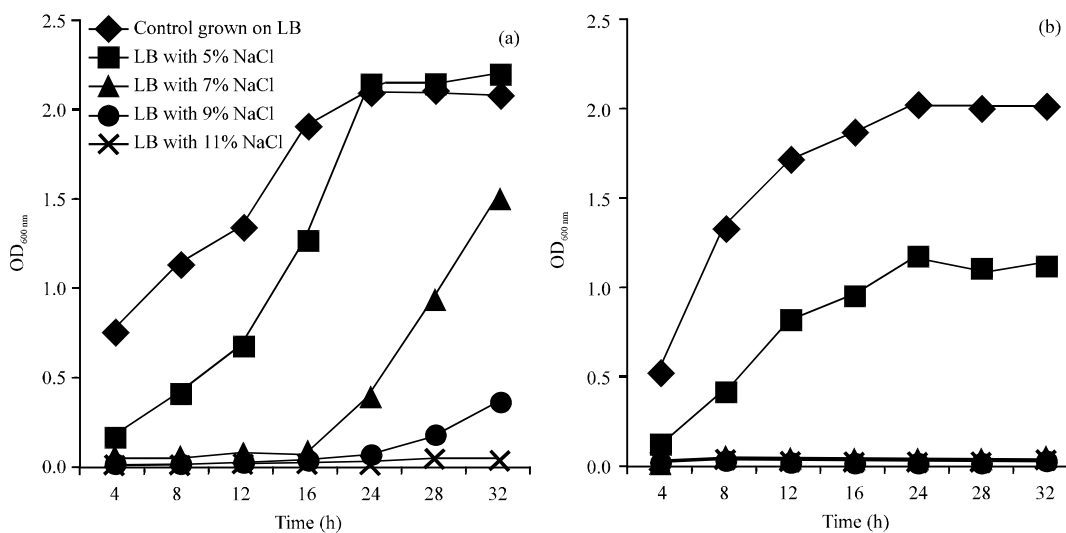 2.5
2.0
1.5
1.0
0.5
0.0
OD600 nm
Control grown on LB
LB with 5% NaCl
LB with 7% NaCl
LB with 9% NaCl
LB with 11% NaCl
(a)
4 8 12 16 24 28 32
Time (h)
2.5
2.0
1.5
1.0
0.5
0.0
OD600 nm
(b)
4 8 12 16 24 28 32
Time (h)